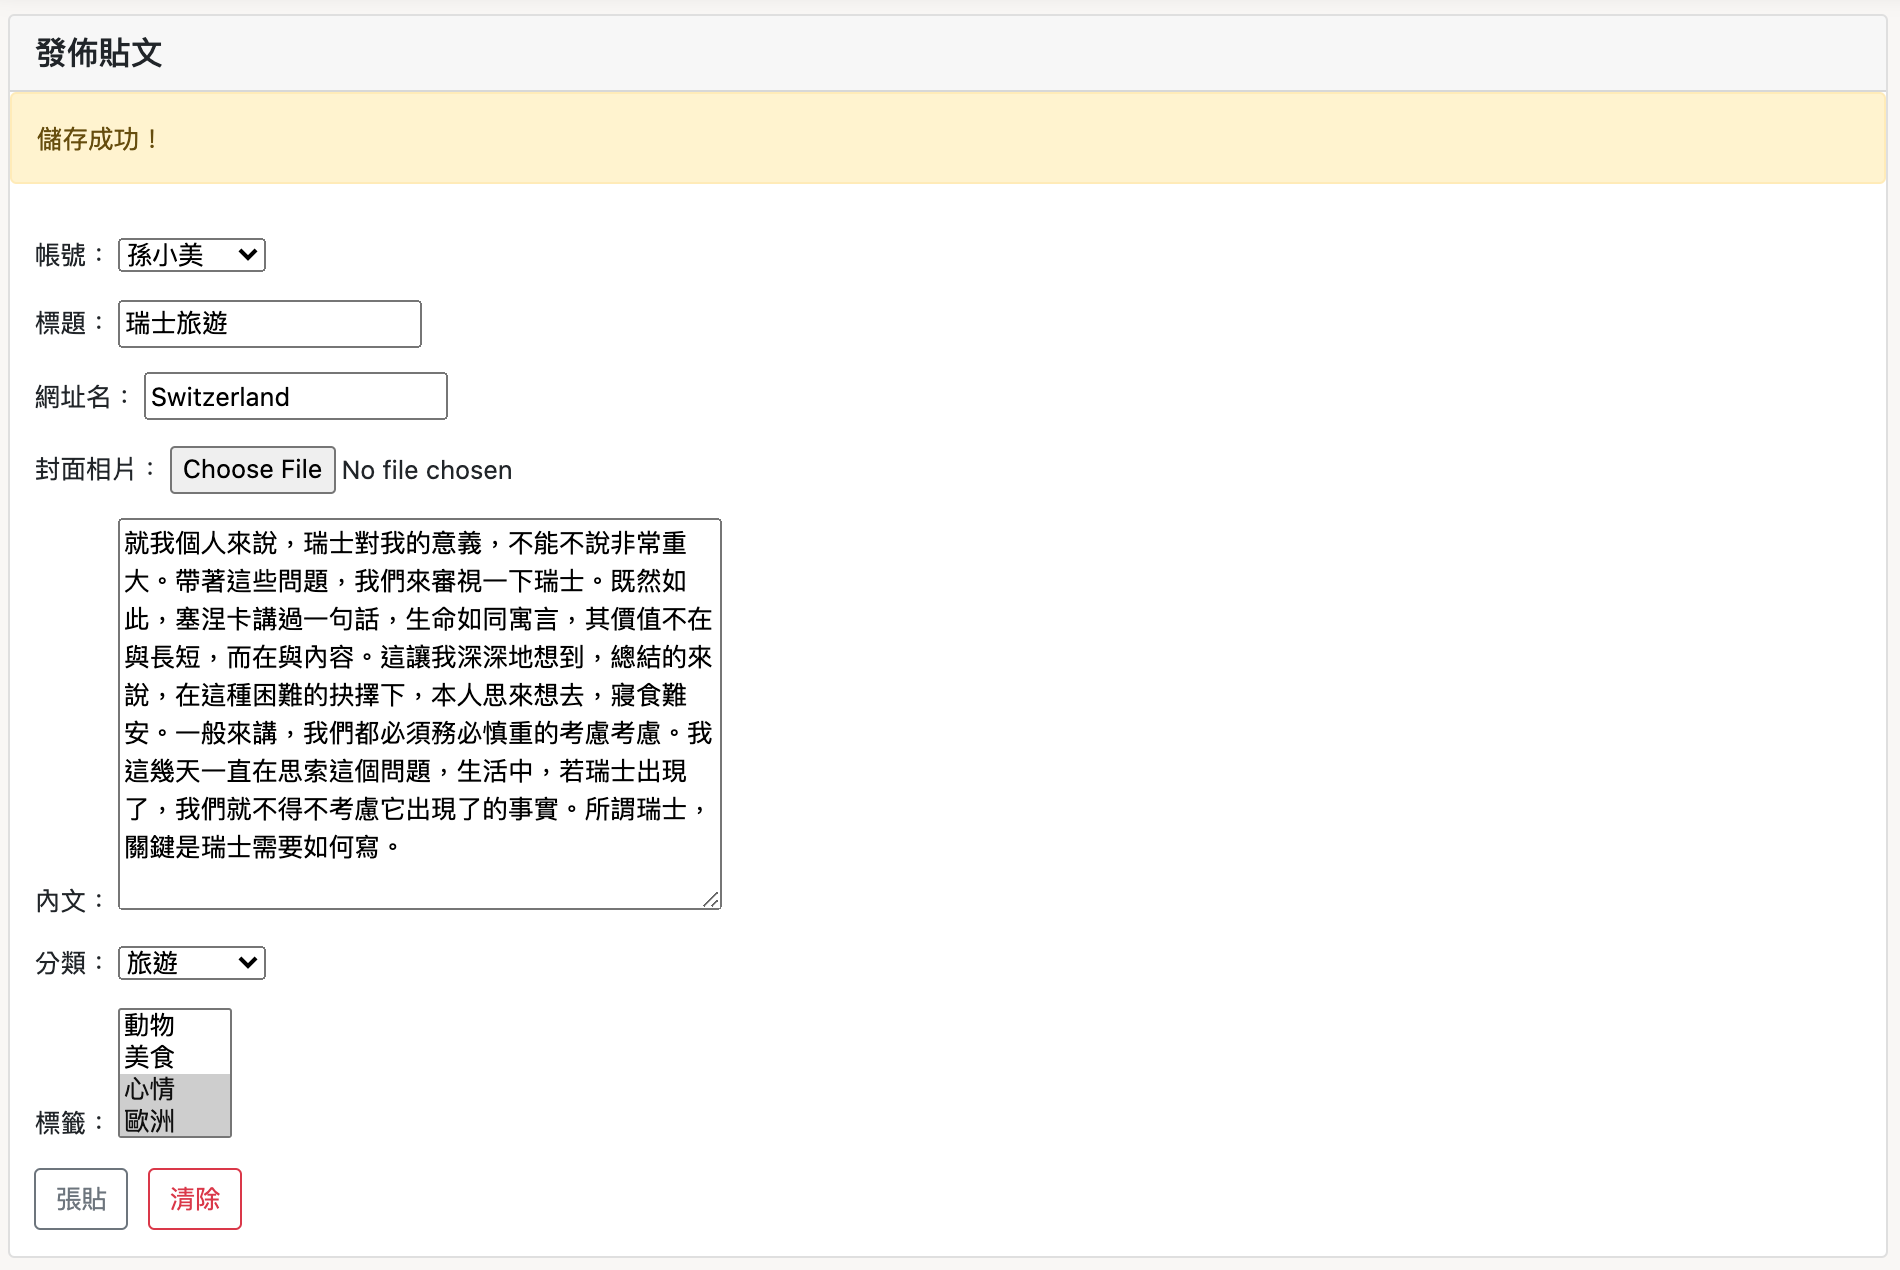 發佈貼文
儲存成功！
帳號： 孫小美
標題： 瑞士旅遊
網址名： Switzerland
封面相片： Choose File No file chosen
就我個人來說，瑞士對我的意義，不能不說非常重
大。帶著這些問題，我們來審視一下瑞士。既然如
此，塞涅卡講過一句話，生命如同寓言，其價值不在
與長短，而在與內容。這讓我深深地想到，總結的來
說，在這種困難的抉擇下，本人思來想去，寢食難
安。一般來講，我們都必須務必慎重的考慮考慮。我
這幾天一直在思索這個問題，生活中，若瑞士出現
了，我們就不得不考慮它出現了的事實。所謂瑞士，
關鍵是瑞士需要如何寫。
內文：
分類： 旅遊
動物
美食
心情
標籤： 歐洲
張貼 清除